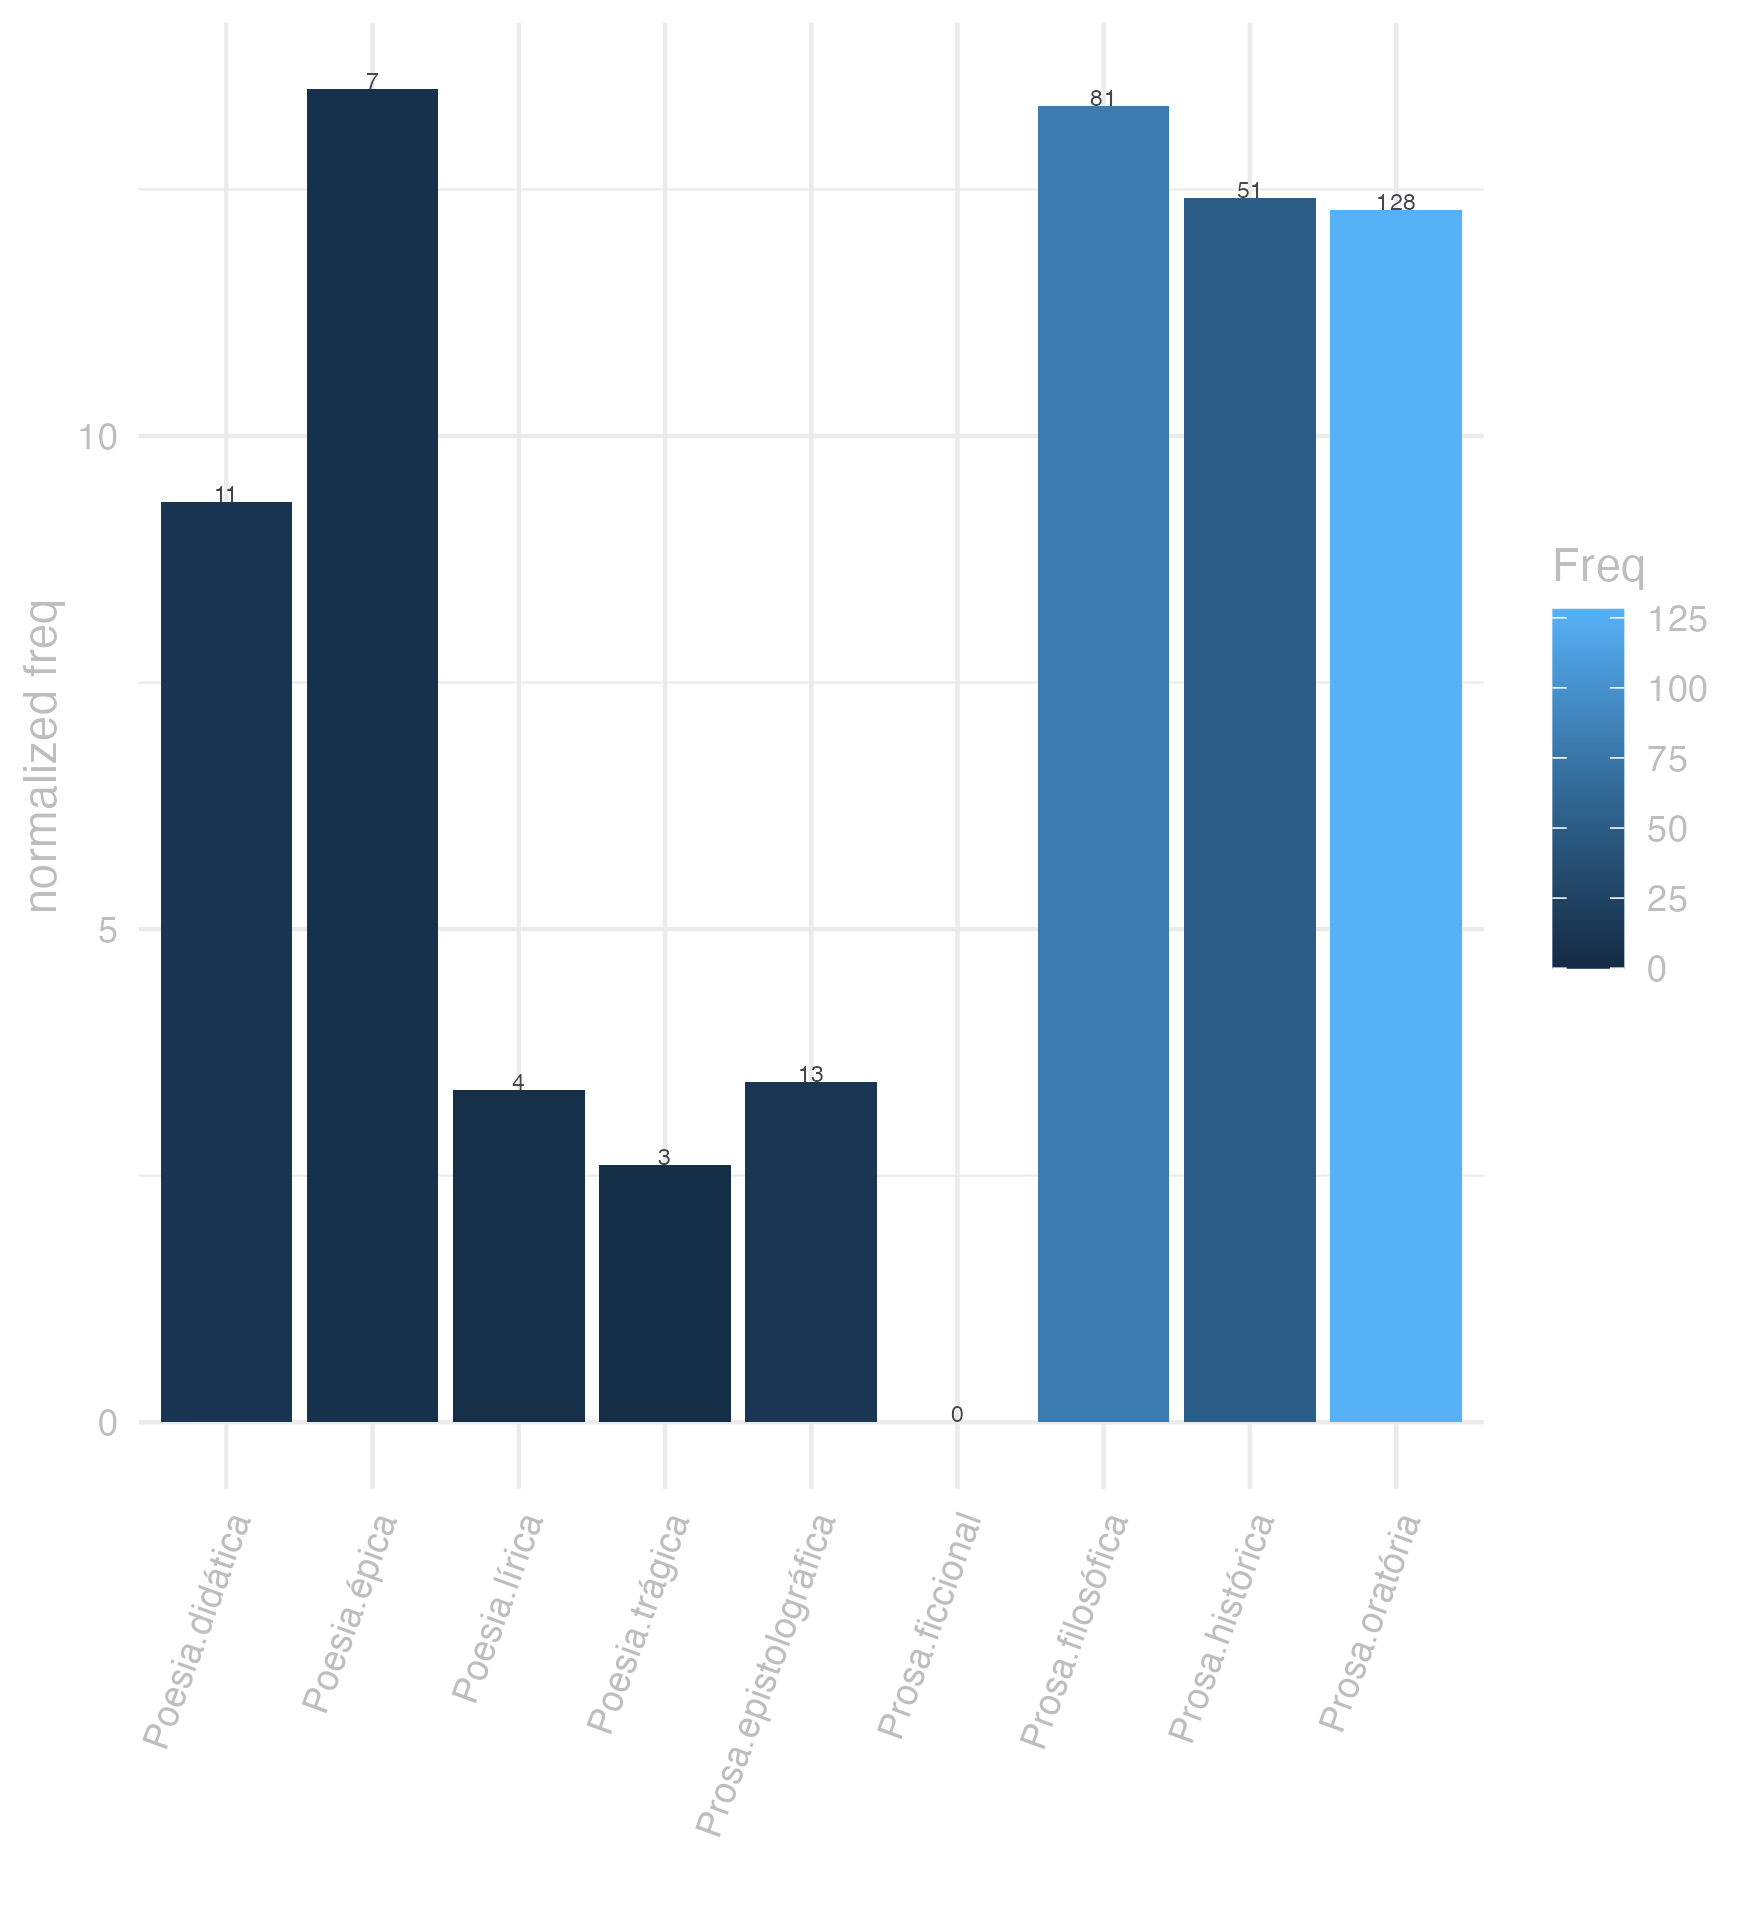 normalized freq
10
5
0
11
7
4
3
13
0
81
51
128
Poesia.didática
Poesia.épica
Poesia.lírica
Poesia.trágica
Prosa.epistolográfica
Prosa.ficcional
Prosa.filosófica
Prosa.histórica
Prosa.oratória
Freq
125
100
75
50
25
0